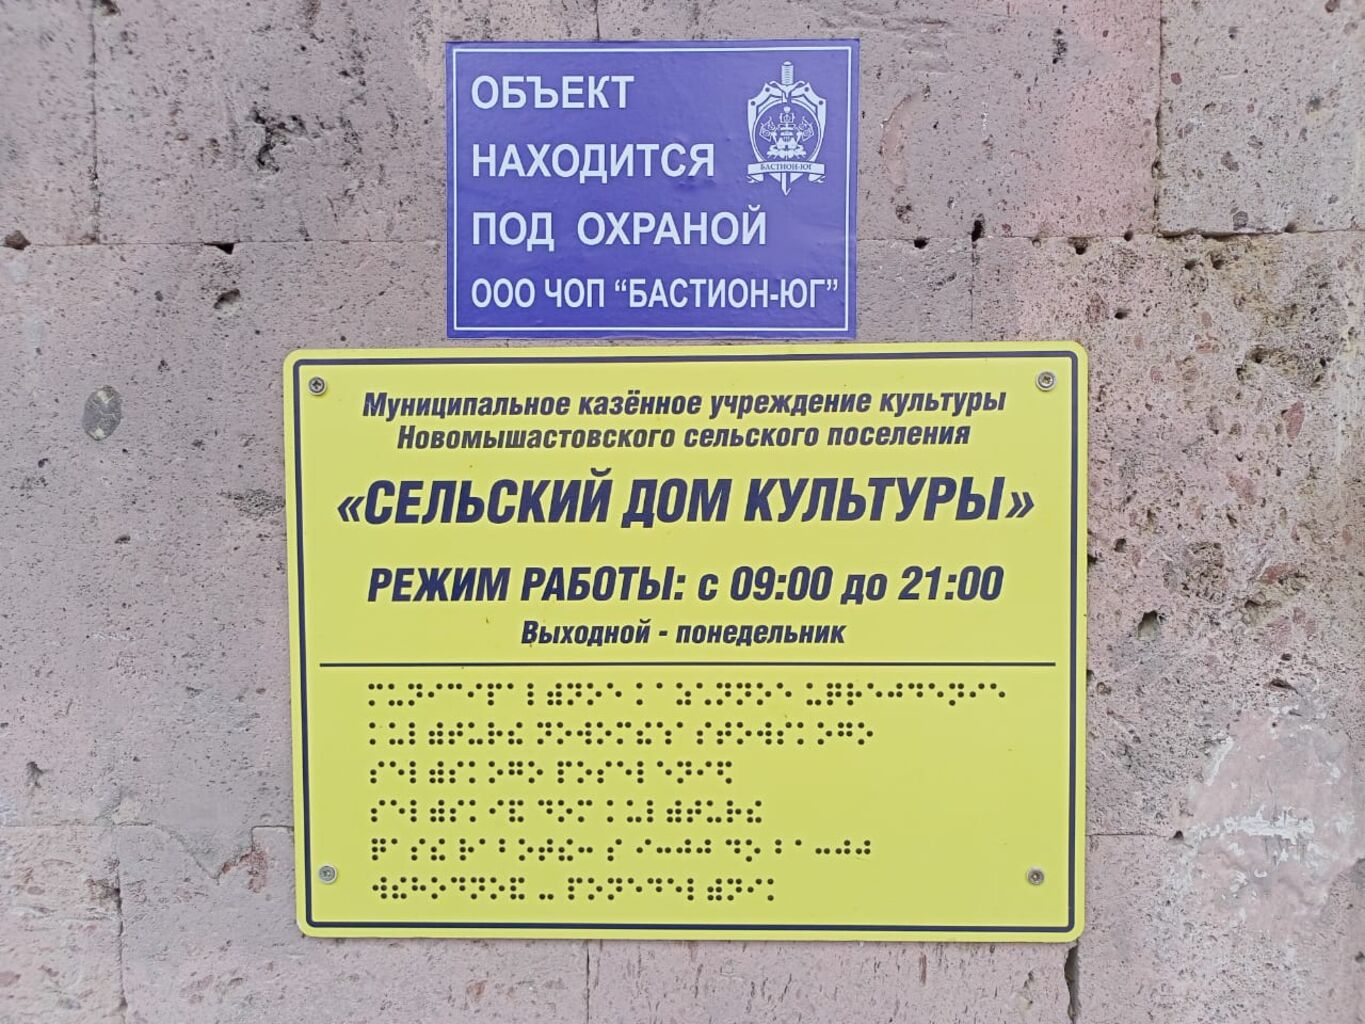 ОБЪЕКТ
НАХОДИТСЯ
ПОД ОХРАНОЙ
ООО ЧОП “БАСТИОН-ЮГ”
БАСТИОН-ЮГ
Муниципальное казённое учреждение культуры
Новомышастовского сельского поселения
«СЕЛЬСКИЙ ДОМ КУЛЬТУРЫ»
РЕЖИМ РАБОТЫ: с 09:00 до 21:00
Выходной - понедельник